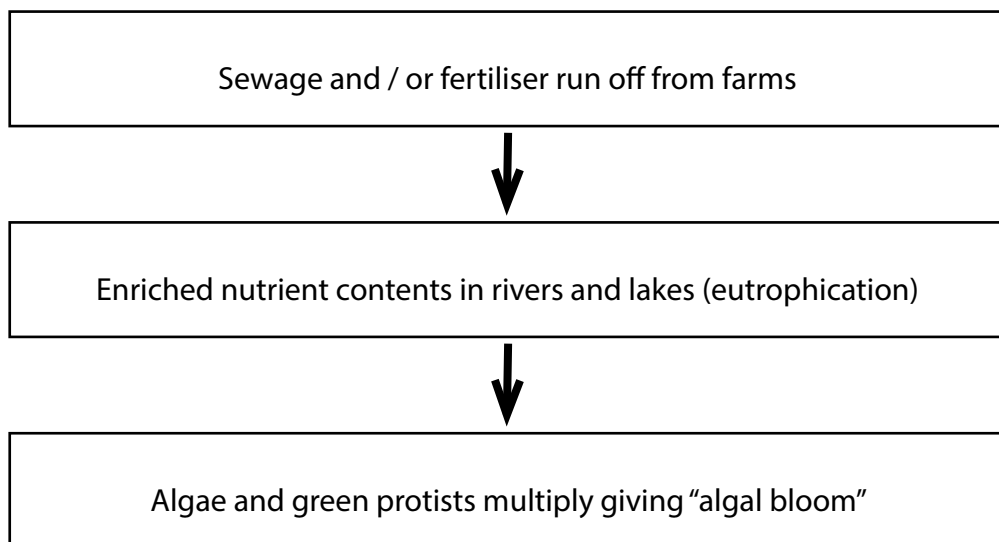 Sewage and / or fertiliser run off from farms
Enriched nutrient contents in rivers and lakes (eutrophication)
Algae and green protists multiply giving “algal bloom”